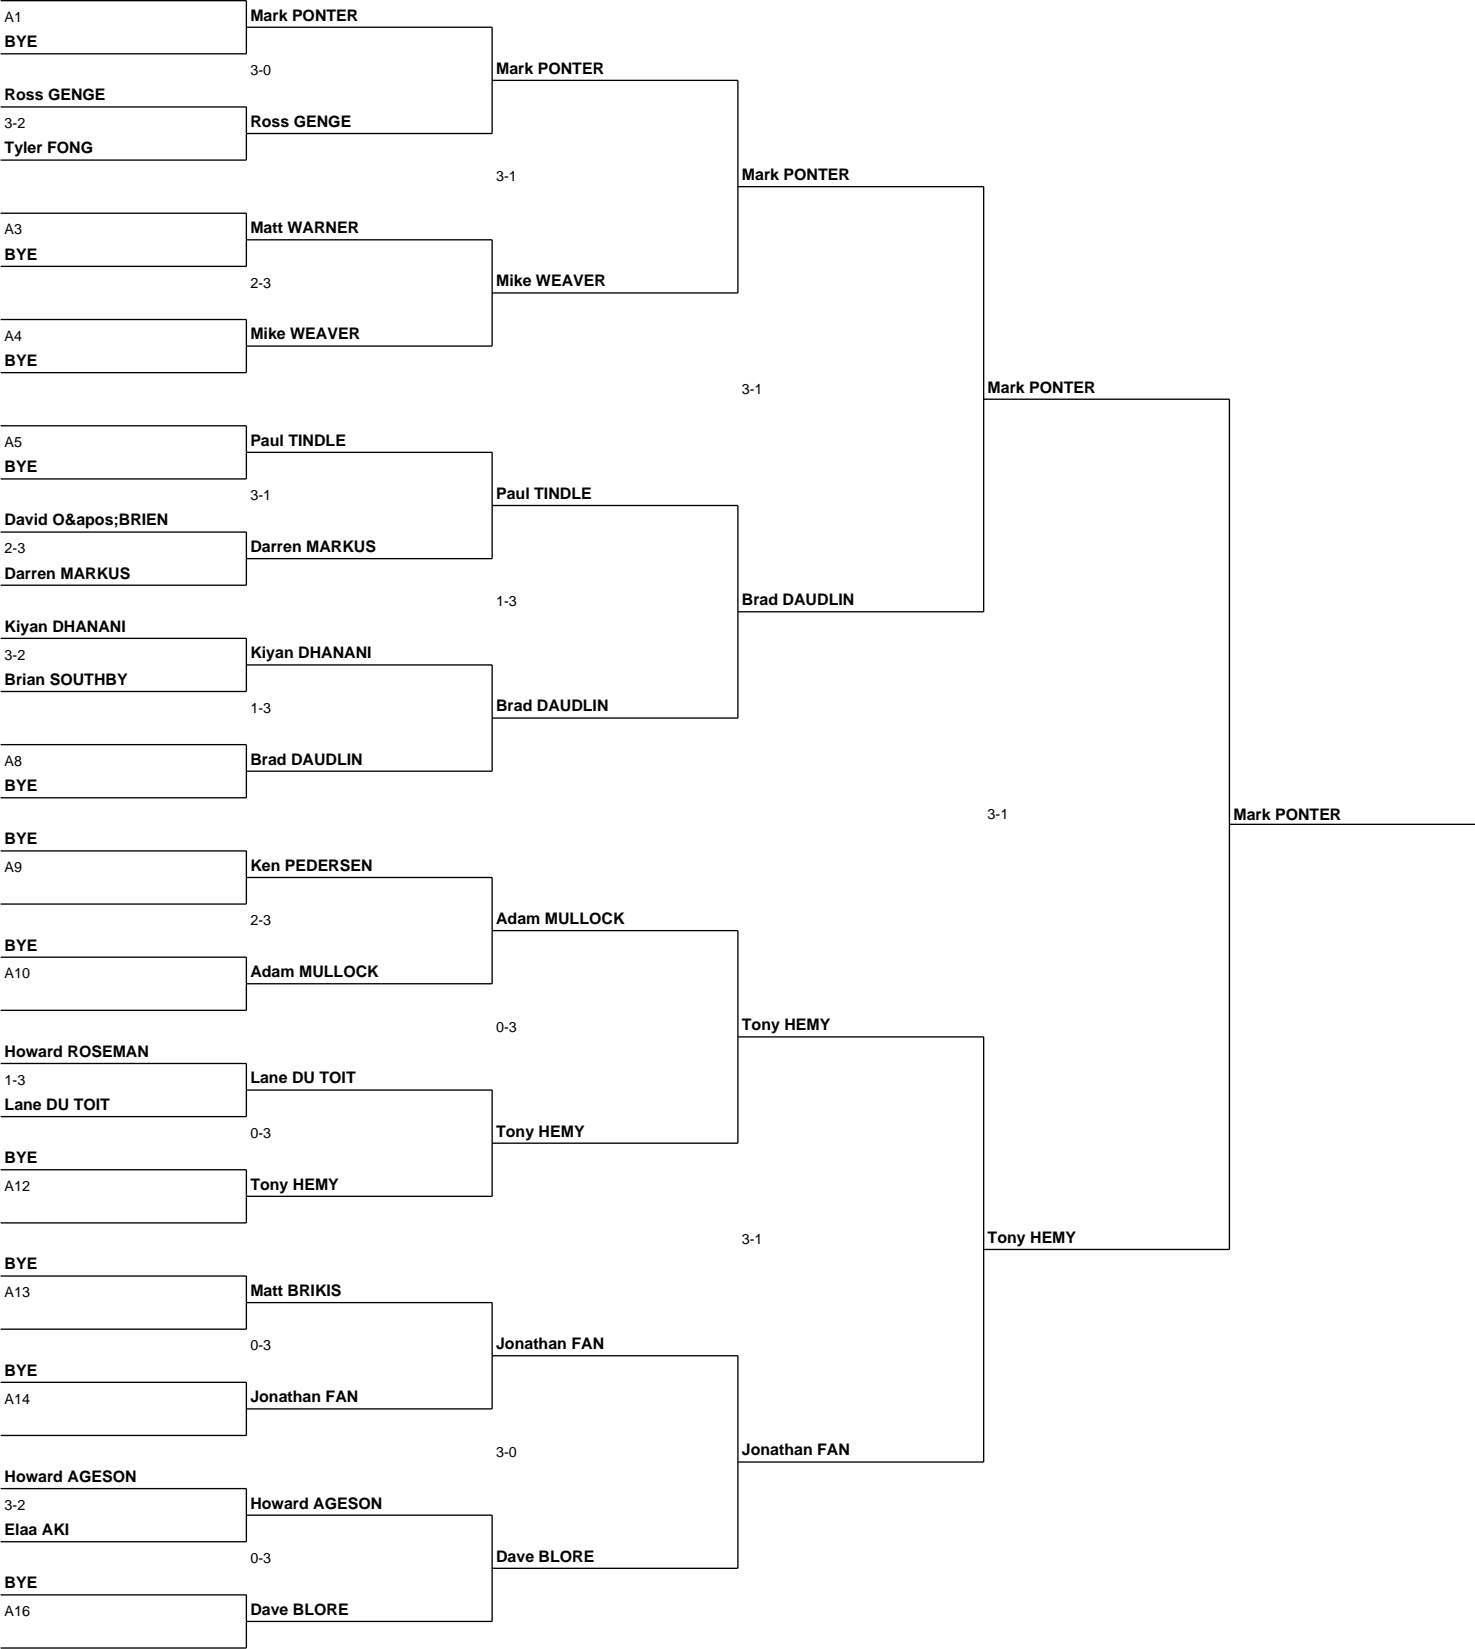 A1
BYE
Mark PONTER
3-0
Ross GENGE
3-2
Tyler FONG
Ross GENGE
Mark PONTER
3-1
A3
BYE
Matt WARNER
2-3
A4
BYE
Mike WEAVER
Mike WEAVER
Mark PONTER
3-1
A5
BYE
Paul TINDLE
3-1
David O&apos;BRIEN
2-3
Darren MARKUS
Darren MARKUS
Paul TINDLE
1-3
Kiyan DHANANI
3-2
Brian SOUTHBY
Kiyan DHANANI
1-3
A8
BYE
Brad DAUDLIN
Brad DAUDLIN
Brad DAUDLIN
Mark PONTER
3-1
BYE
A9
Ken PEDERSEN
2-3
BYE
A10
Adam MULLOCK
Adam MULLOCK
0-3
Howard ROSEMAN
1-3
Lane DU TOIT
Lane DU TOIT
0-3
BYE
A12
Tony HEMY
Tony HEMY
Tony HEMY
3-1
BYE
A13
Matt BRIKIS
0-3
BYE
A14
Jonathan FAN
Jonathan FAN
3-0
Howard AGESON
3-2
Elaa AKI
Howard AGESON
0-3
BYE
A16
Dave BLORE
Dave BLORE
Jonathan FAN
Tony HEMY
Mark PONTER